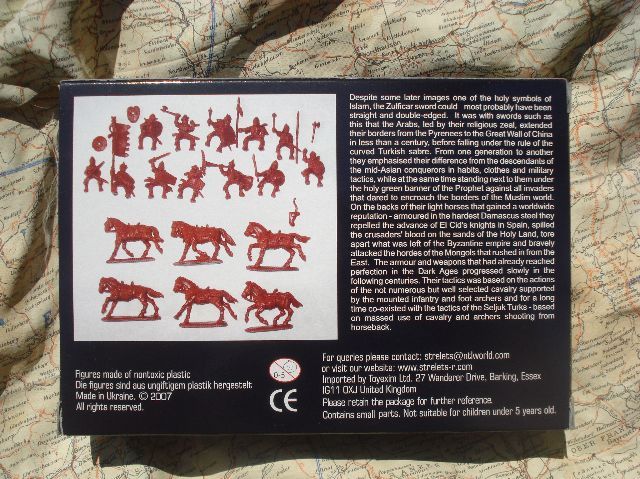 Despite some later images one of the holy symbols of
Islam, the Zulficar sword could most probably have been
straight and double-edged. It was with swords such as
this that the Arabs, led by their religious zeal, extended
their borders from the Pyrenees to the Great Wall of China
in less than a century, before falling under the rule of the
curved Turkish sabre. From one generation to another
they emphasised their difference from the descendants of
the mid-Asian conquerors in habits, clothes and military
tactics, while at the same time standing next to them under
the holy green banner of the Prophet against all invaders
that dared to encroach the borders of the Muslim world.
On the backs of their light horses that gained a worldwide
reputation - armoured in the hardest Damascus steel they
repelled the advance of El Cid's knights in Spain, spilled
the crusaders' blood on the sands of the Holy Land, tore
apart what was left of the Byzantine empire and bravely
attacked the hordes of the Mongols that rushed in from the
East. The armour and weapons that had already reached
perfection in the Dark Ages progressed slowly in the
following centuries. Their tactics was based on the actions
of the not numerous but well selected cavalry supported
by the mounted infantry and foot archers and for a long
time co-existed with the tactics of the Seljuk Turks - based
on massed use of cavalry and archers shooting from
horseback.
Figures made of nontoxic plastic
Die figures sind aus ungiftigem plastik hergestelt
Made in Ukraine. © 2007
All rights reserved.
0-3
CE
For queries please contact: strelets@ntlworld.com
or visit our website: www.strelets-r.com
Imported by Toyaxim Ltd. 27 Wanderer Drive, Barking, Essex
IG11 0XJ United Kingdom
Please retain the package for further reference.
Contains small parts. Not suitable for children under 5 years old.